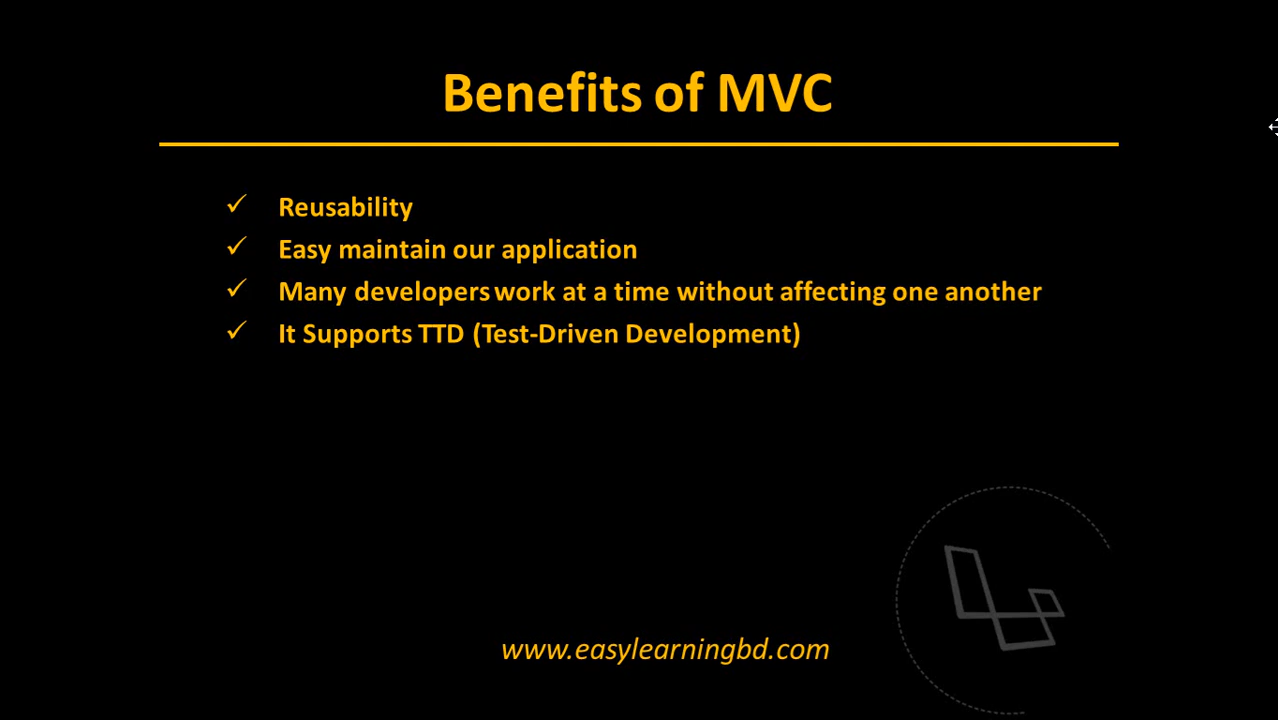 Benefits of MVC
✓ Reusability
✓ Easy maintain our application
✓ Many developers work at a time without affecting one another
✓ It Supports TTD (Test-Driven Development)
www.easylearningbd.com